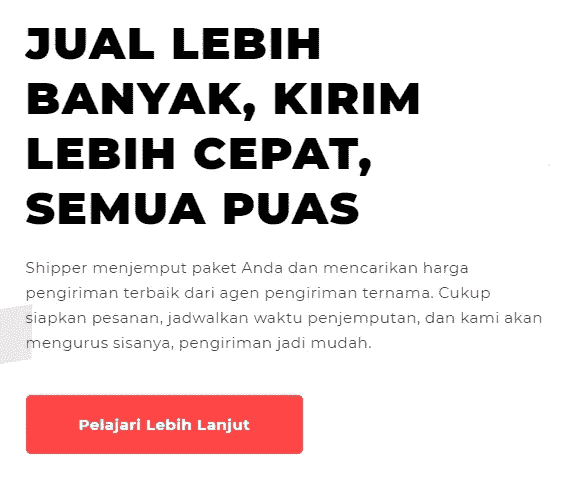 JUAL LEBIH
BANYAK, KIRIM
LEBIH CEPAT,
SEMUA PUAS
Shipper menjemput paket Anda dan mencarikan harga
pengiriman terbaik dari agen pengiriman ternama. Cukup
siapkan pesanan, jadwalkan waktu penjemputan, dan kami akan
mengurus sisanya, pengiriman jadi mudah.
Pelajari Lebih Lanjut